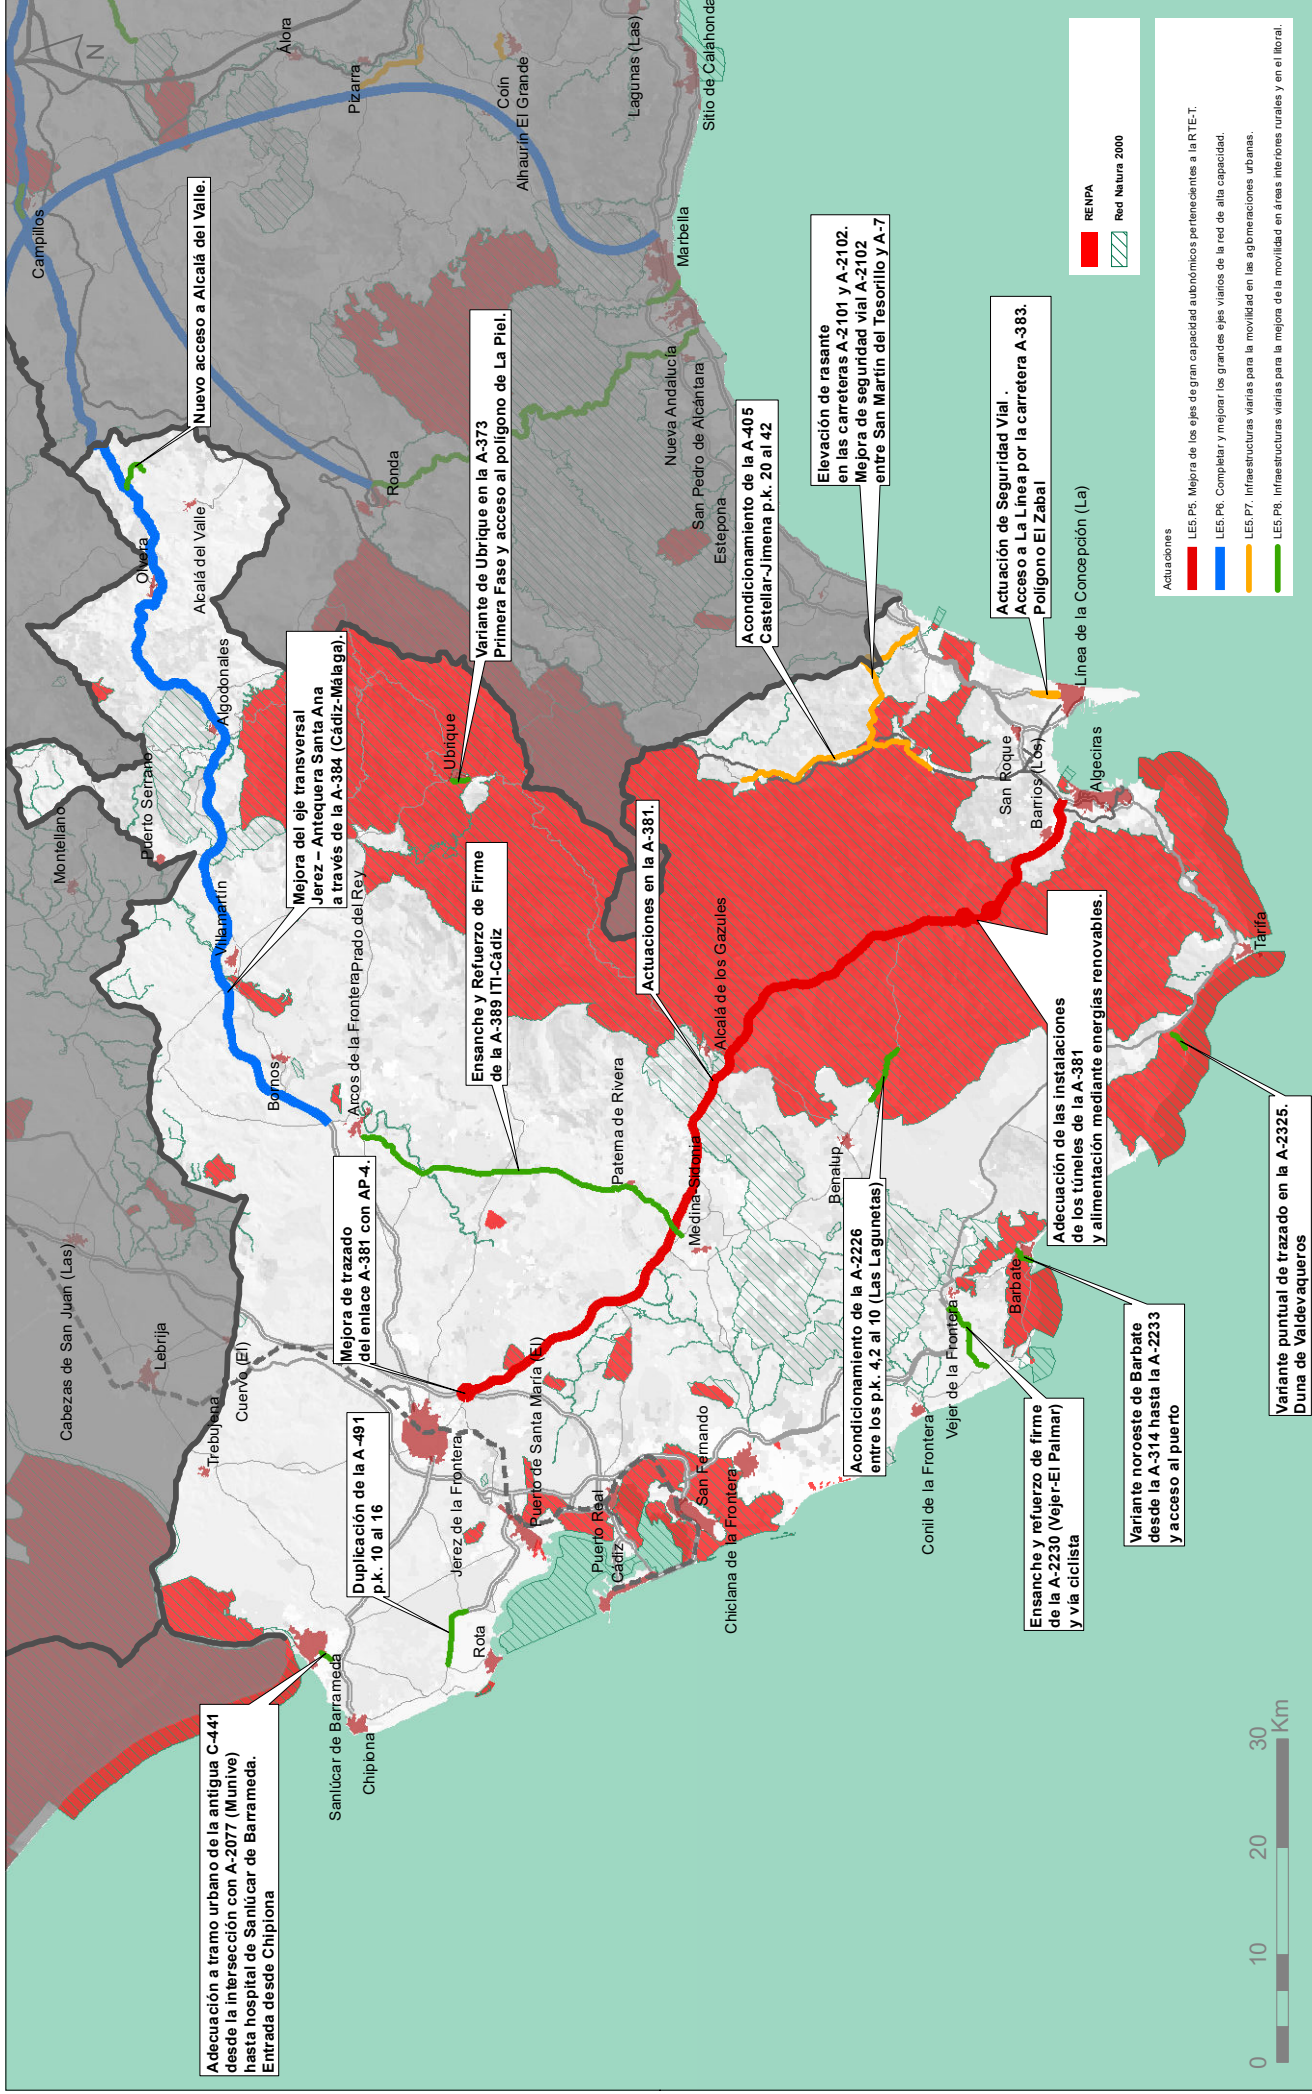 Adecuación a tramo urbano de la antigua C-441
desde la intersección con A-2077 (Munive)
hasta hospital de Sanlúcar de Barrameda.
Entrada desde Chipiona
Duplicación de la A-491
p.k. 10 al 16
Mejora de trazado
del enlace A-381 con AP-4.
Mejora del eje transversal
Jerez – Antequera Santa Ana
a través de la A-384 (Cádiz-Málaga).
Nuevo acceso a Alcalá del Valle.
Ensanche y Refuerzo de Firme
de la A-389 ITI-Cádiz
Variante de Ubrique en la A-373
Primera Fase y acceso al polígono de La Piel.
Actuaciones en la A-381.
Acondicionamiento de la A-405
Castellar-Jimena p.k. 20 al 42
Elevación de rasante
en las carreteras A-2101 y A-2102.
Mejora de seguridad vial A-2102
entre San Martín del Tesorillo y A-7
Actuación de Seguridad Vial .
Acceso a La Línea por la carretera A-383.
Polígono El Zabal
Acondicionamiento de la A-2226
entre los p.k. 4,2 al 10 (Las Lagunetas)
Adecuación de las instalaciones
de los túneles de la A-381
y alimentación mediante energías renovables.
Ensanche y refuerzo de firme
de la A-2230 (Vejer-El Palmar)
y vía ciclista
Variante noroeste de Barbate
desde la A-314 hasta la A-2233
y acceso al puerto
Variante puntual de trazado en la A-2325.
Duna de Valdevaqueros
Campillos
Álora
Pizarra
Coín
Alhaurín El Grande
Lagunas (Las)
Sitio de Calahonda
Marbella
Nueva Andalucía
San Pedro de Alcántara
Estepona
Ronda
Olvera
Alcalá del Valle
Algodonales
Puerto Serrano
Montellano
Villamartín
Prado del Rey
Ubrique
Bornos
Arcos de la Frontera
Cabezas de San Juan (Las)
Lebrija
Cuervo (El)
Trebujena
Sanlúcar de Barrameda
Chipiona
Rota
Jerez de la Frontera
Puerto de Santa María (El)
Puerto Real
Cádiz
San Fernando
Chiclana de la Frontera
Paterna de Rivera
Medina-Sidonia
Alcalá de los Gazules
Benalup
Conil de la Frontera
Vejer de la Frontera
Barbate
Tarifa
Algeciras
Barrios (Los)
San Roque
Línea de la Concepción (La)
N
RENPA
Red Natura 2000
Actuaciones
LE5.P5. Mejora de los ejes de gran capacidad autonómicos pertenecientes a la RTE-T.
LE5.P6. Completar y mejorar los grandes ejes viarios de la red de alta capacidad.
LE5.P7. Infraestructuras viarias para la movilidad en las aglomeraciones urbanas.
LE5.P8. Infraestructuras viarias para la mejora de la movilidad en áreas interiores rurales y en el litoral.
0 10 20 30
Km